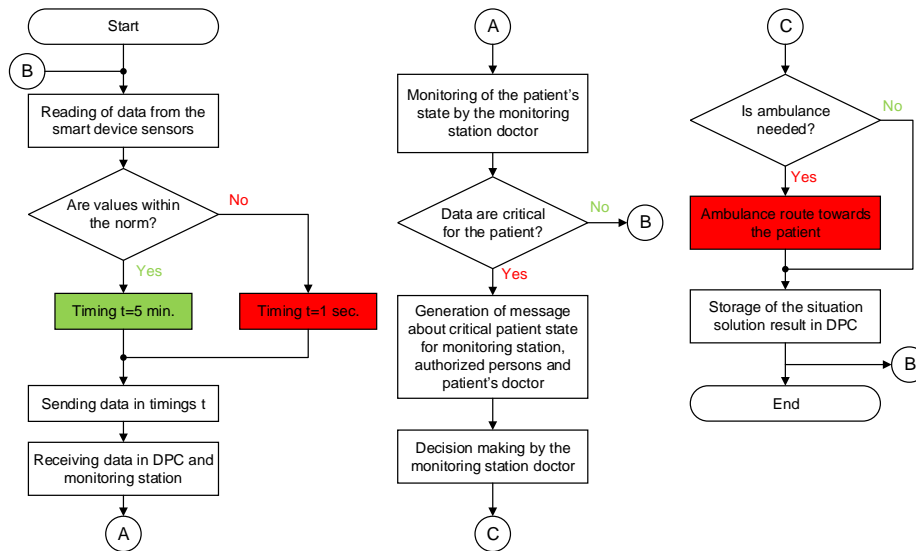 Start
B
Reading of data from the
smart device sensors
Are values within
the norm?
No
Yes
Timing t=5 min.
Timing t=1 sec.
Sending data in timings t
Receiving data in DPC and
monitoring station
A
A
Monitoring of the patient's
state by the monitoring
station doctor
Data are critical
for the patient?
No
B
Yes
Generation of message
about critical patient state
for monitoring station,
authorized persons and
patient's doctor
Decision making by the
monitoring station doctor
C
C
Is ambulance
needed?
No
Yes
Ambulance route towards
the patient
Storage of the situation
solution result in DPC
B
End